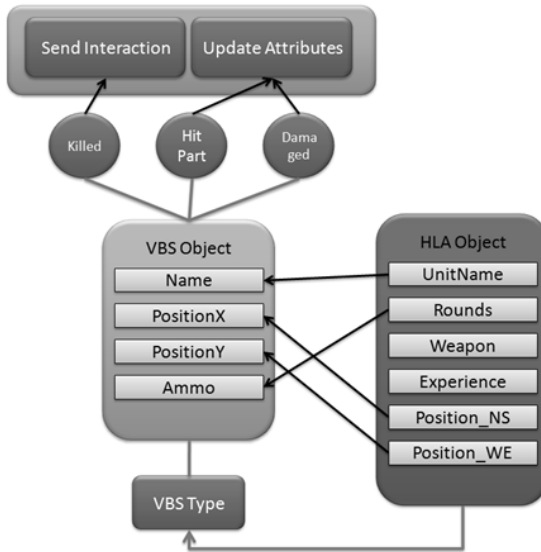 Send Interaction
Update Attributes
Killed
Hit
Part
Dama
ged
VBS Object
Name
PositionX
PositionY
Ammo
HLA Object
UnitName
Rounds
Weapon
Experience
Position_NS
Position_WE
VBS Type